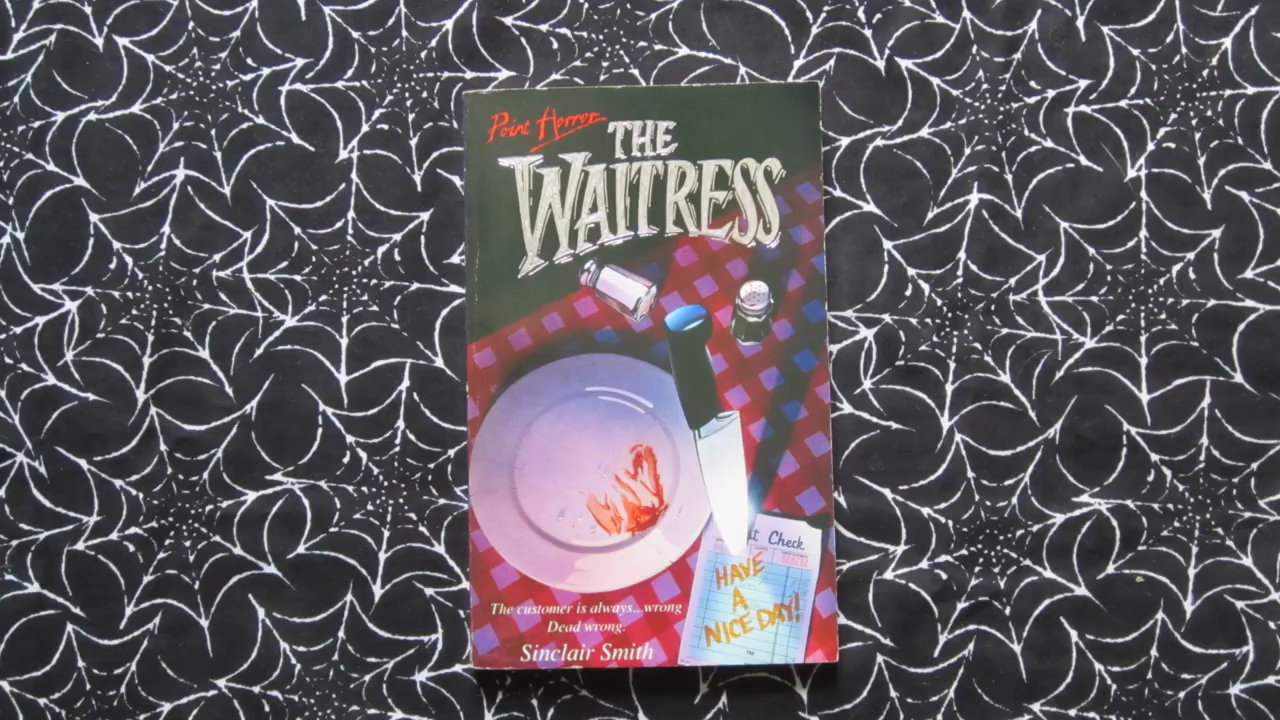 Point Horror
THE
WAITRESS
Check
HAVE
A
NICE DAY!
The customer is always...wrong
Dead wrong.
Sinclair Smith